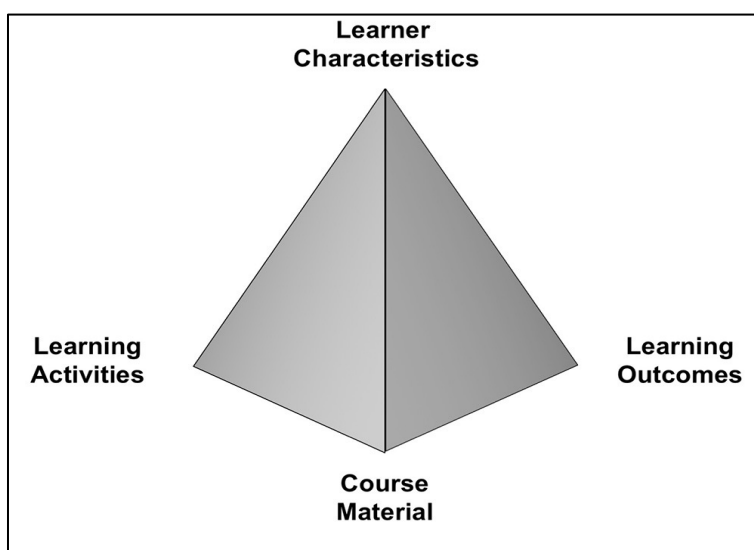 Learner
Characteristics
Learning
Activities
Learning
Outcomes
Course
Material